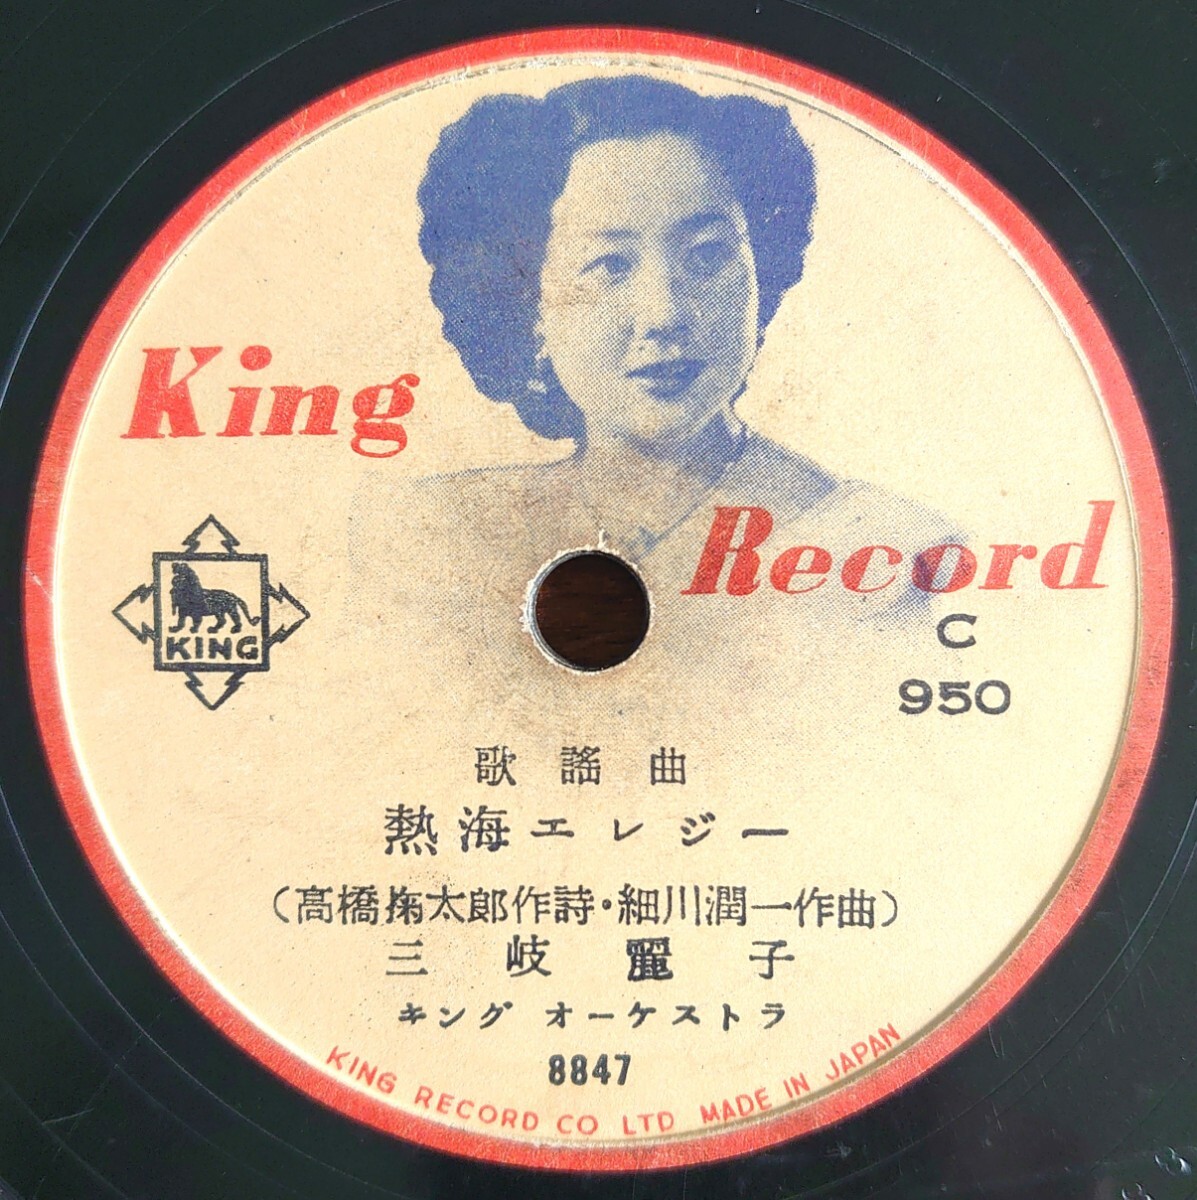 King
Record
KING
C
950
歌謠曲
熱海エレジー
（髙橋掬太郎作詩・細川潤一作曲）
三岐麗子
キング オーケストラ
8847
KING RECORD CO LTD MADE IN JAPAN